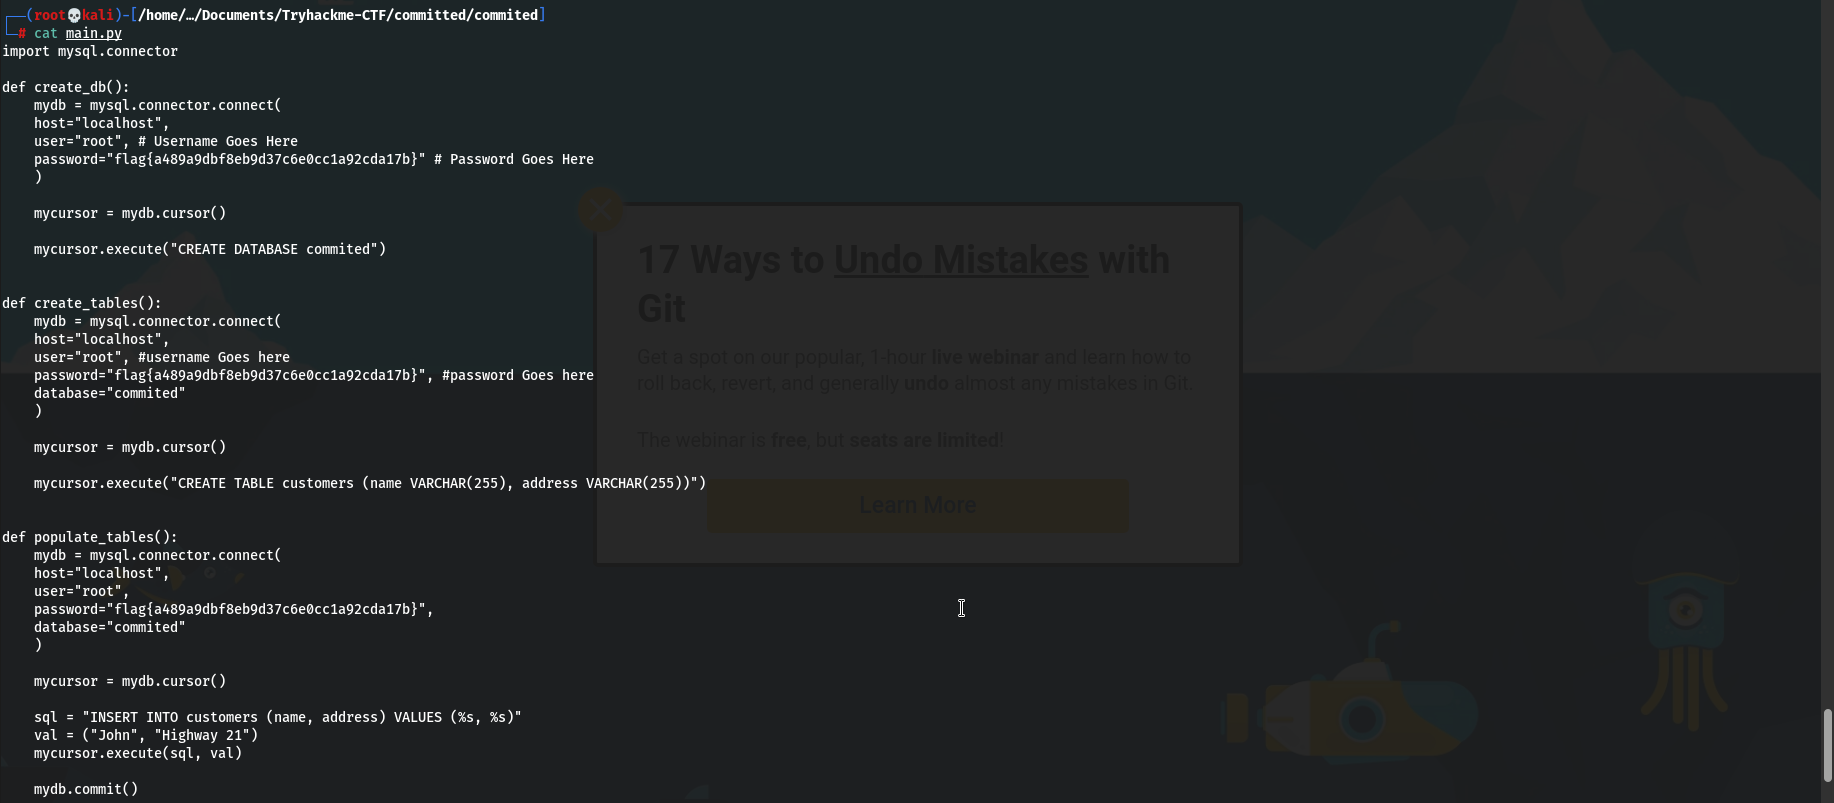 (root💀kali)-[/home/…/Documents/Tryhackme-CTF/committed/commited]
# cat main.py
import mysql.connector
def create_db():
mydb = mysql.connector.connect(
host="localhost",
user="root", # Username Goes Here
password="flag{a489a9dbf8eb9d37c6e0cc1a92cda17b}" # Password Goes Here
)
mycursor = mydb.cursor()
mycursor.execute("CREATE DATABASE commited")
def create_tables():
mydb = mysql.connector.connect(
host="localhost",
user="root", #username Goes here
password="flag{a489a9dbf8eb9d37c6e0cc1a92cda17b}", #password Goes here
database="commited"
)
mycursor = mydb.cursor()
mycursor.execute("CREATE TABLE customers (name VARCHAR(255), address VARCHAR(255))")
def populate_tables():
mydb = mysql.connector.connect(
host="localhost",
user="root",
password="flag{a489a9dbf8eb9d37c6e0cc1a92cda17b}",
database="commited"
)
mycursor = mydb.cursor()
sql = "INSERT INTO customers (name, address) VALUES (%s, %s)"
val = ("John", "Highway 21")
mycursor.execute(sql, val)
mydb.commit()
17 Ways to Undo Mistakes with
Git
Get a spot on our popular, 1-hour live webinar and learn how to
roll back, revert, and generally undo almost any mistakes in Git.
The webinar is free, but seats are limited!
Learn More